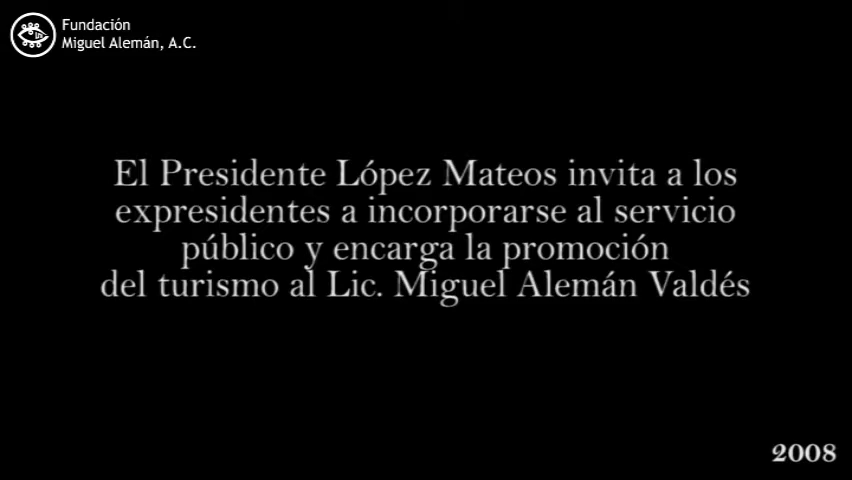 Fundación
Miguel Alemán, A.C.
El Presidente López Mateos invita a los
expresidentes a incorporarse al servicio
público y encarga la promoción
del turismo al Lic. Miguel Alemán Valdés
2008